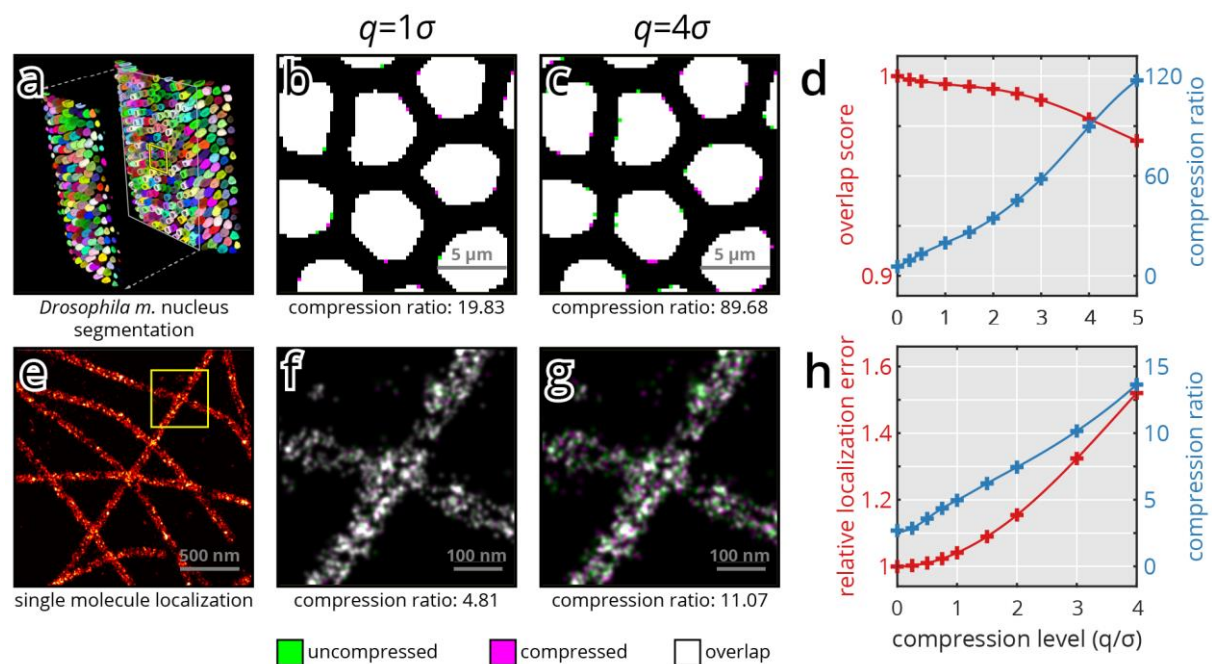 q=1σ
q=4σ
a
b
c
d
5 µm
5 µm
Drosophila m. nucleus
segmentation
compression ratio: 19.83
compression ratio: 89.68
overlap score
1
0.9
compression ratio
120
60
0
0 1 2 3 4 5
e
f
g
h
500 nm
100 nm
100 nm
single molecule localization
compression ratio: 4.81
compression ratio: 11.07
relative localization error
1.6
1.4
1.2
1
compression ratio
15
10
5
0
0 1 2 3 4
compression level (q/σ)
uncompressed
compressed
overlap